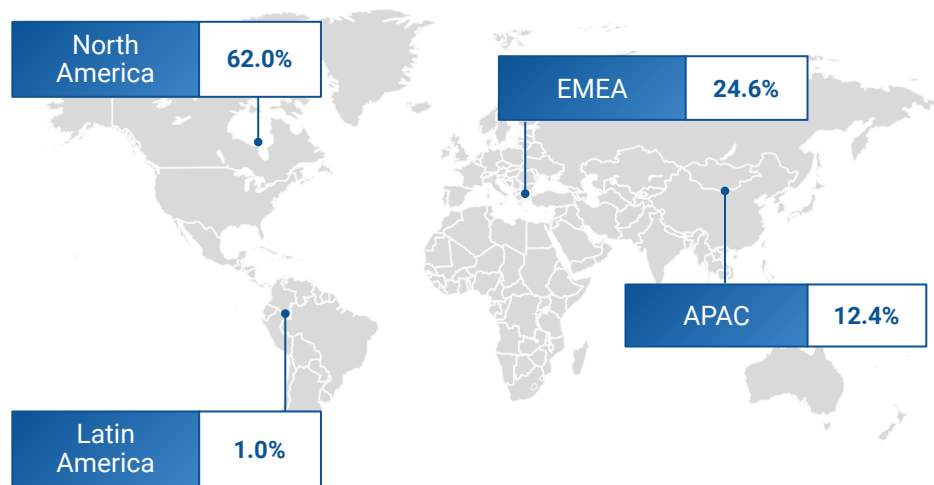 North
America
62.0%
EMEA
24.6%
APAC
12.4%
Latin
America
1.0%